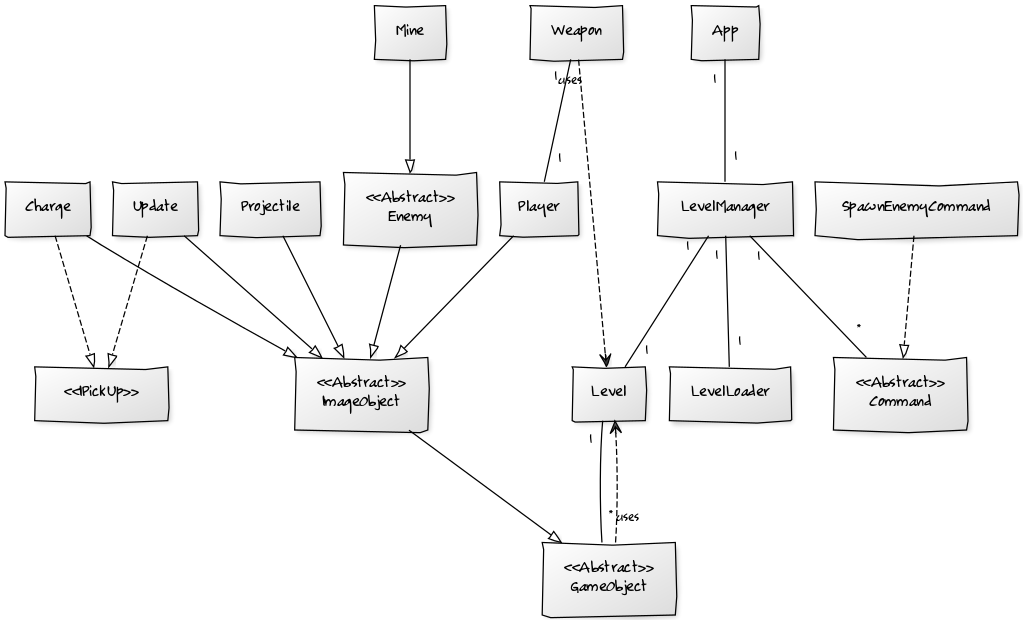 Mine
Weapon
App
1
uses
1
1
1
Charge
Update
Projectile
<<Abstract>>
Enemy
Player
LevelManager
SpawnEnemyCommand
1
1
1
*
1
1
<<IPickUp>>
<<Abstract>>
ImageObject
Level
LevelLoader
<<Abstract>>
Command
1
*
uses
<<Abstract>>
GameObject